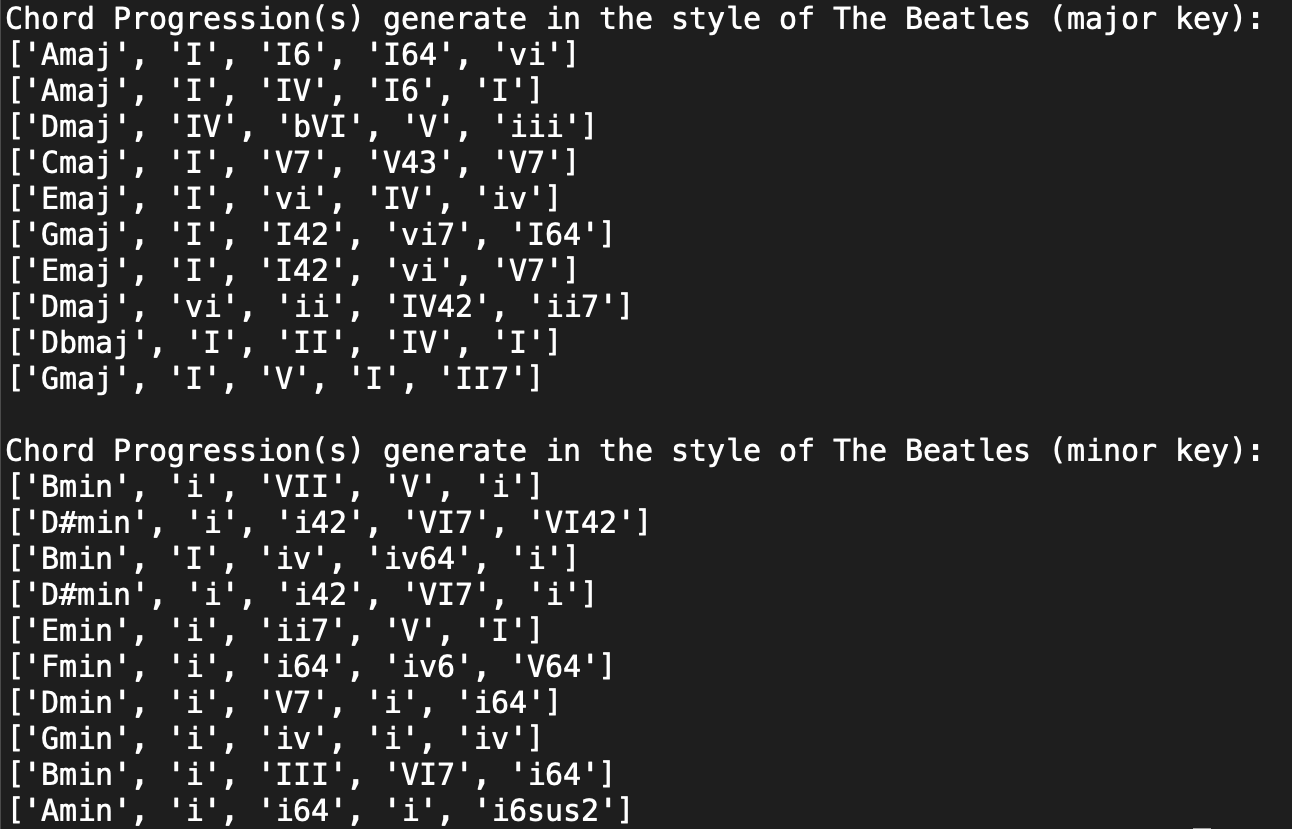 Chord Progression(s) generate in the style of The Beatles (major key):
['Amaj', 'I', 'I6', 'I64', 'vi']
['Amaj', 'I', 'IV', 'I6', 'I']
['Dmaj', 'IV', 'bVI', 'V', 'iii']
['Cmaj', 'I', 'V7', 'V43', 'V7']
['Emaj', 'I', 'vi', 'IV', 'iv']
['Gmaj', 'I', 'I42', 'vi7', 'I64']
['Emaj', 'I', 'I42', 'vi', 'V7']
['Dmaj', 'vi', 'ii', 'IV42', 'ii7']
['Dbmaj', 'I', 'II', 'IV', 'I']
['Gmaj', 'I', 'V', 'I', 'II7']
Chord Progression(s) generate in the style of The Beatles (minor key):
['Bmin', 'i', 'VII', 'V', 'i']
['D#min', 'i', 'i42', 'VI7', 'VI42']
['Bmin', 'I', 'iv', 'iv64', 'i']
['D#min', 'i', 'i42', 'VI7', 'i']
['Emin', 'i', 'ii7', 'V', 'I']
['Fmin', 'i', 'i64', 'iv6', 'V64']
['Dmin', 'i', 'V7', 'i', 'i64']
['Gmin', 'i', 'iv', 'i', 'iv']
['Bmin', 'i', 'III', 'VI7', 'i64']
['Amin', 'i', 'i64', 'i', 'i6sus2']